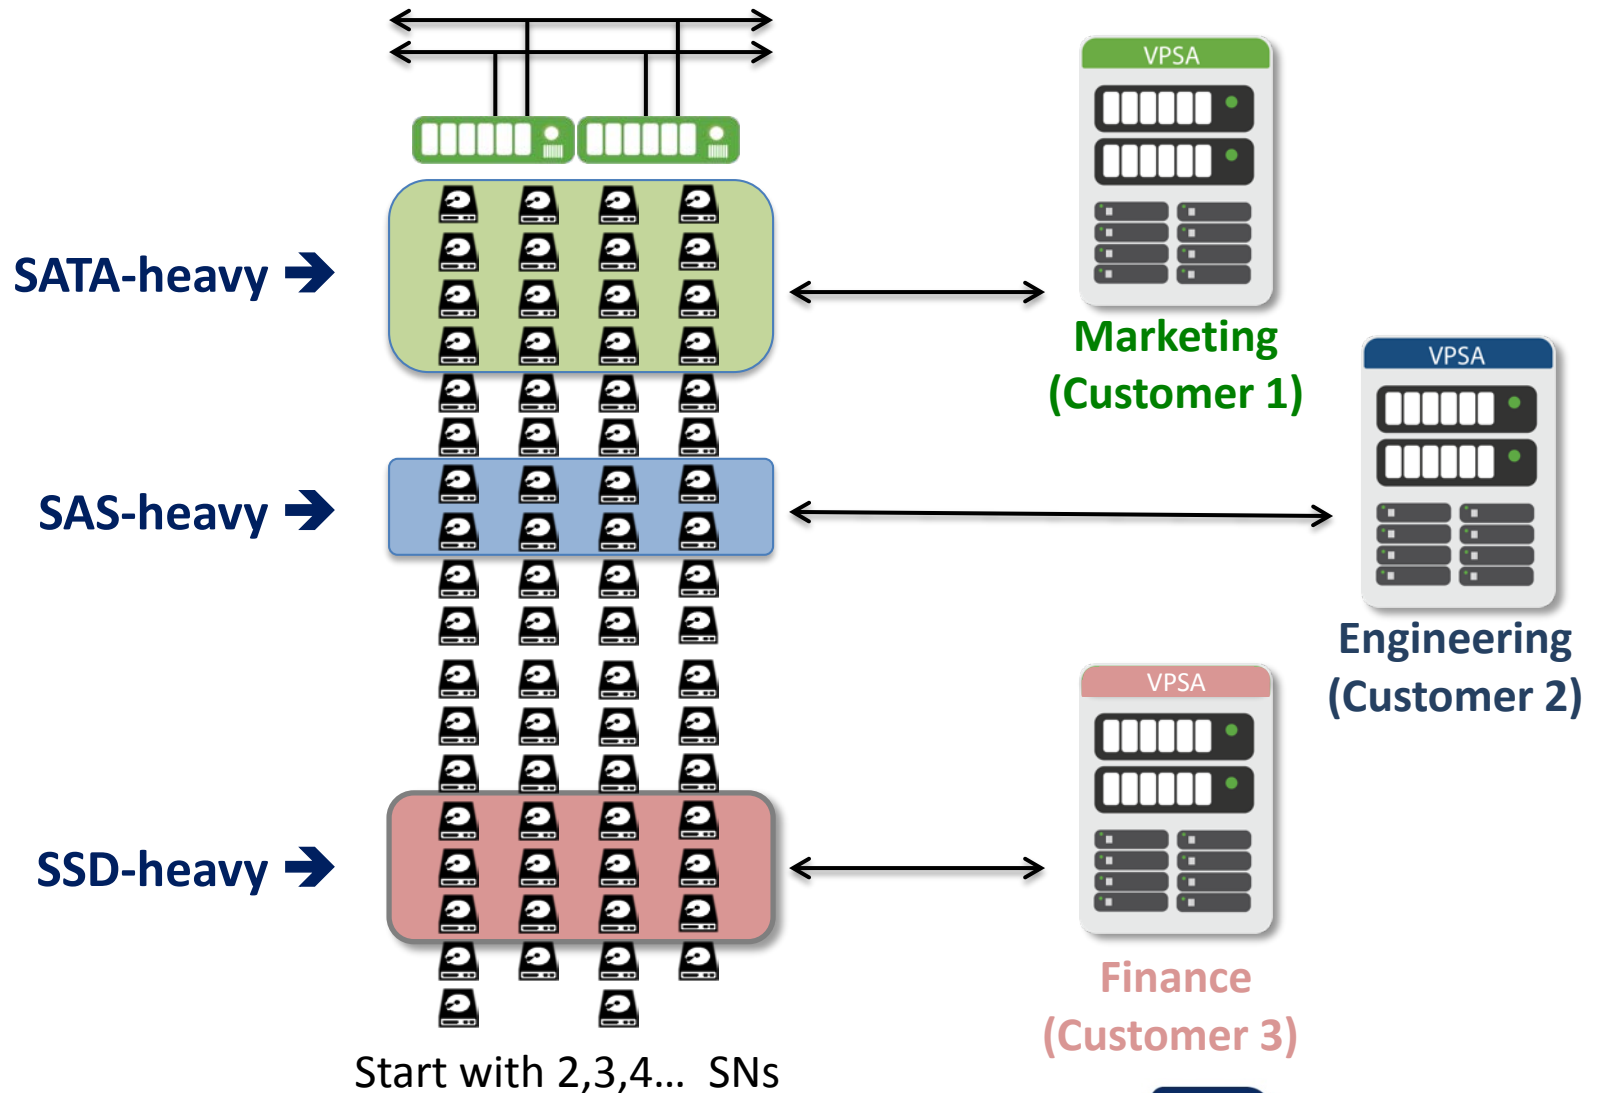 VPSA
SATA-heavy ➔
Marketing
(Customer 1)
VPSA
SAS-heavy ➔
Engineering
(Customer 2)
VPSA
SSD-heavy ➔
Finance
(Customer 3)
Start with 2,3,4... SNs